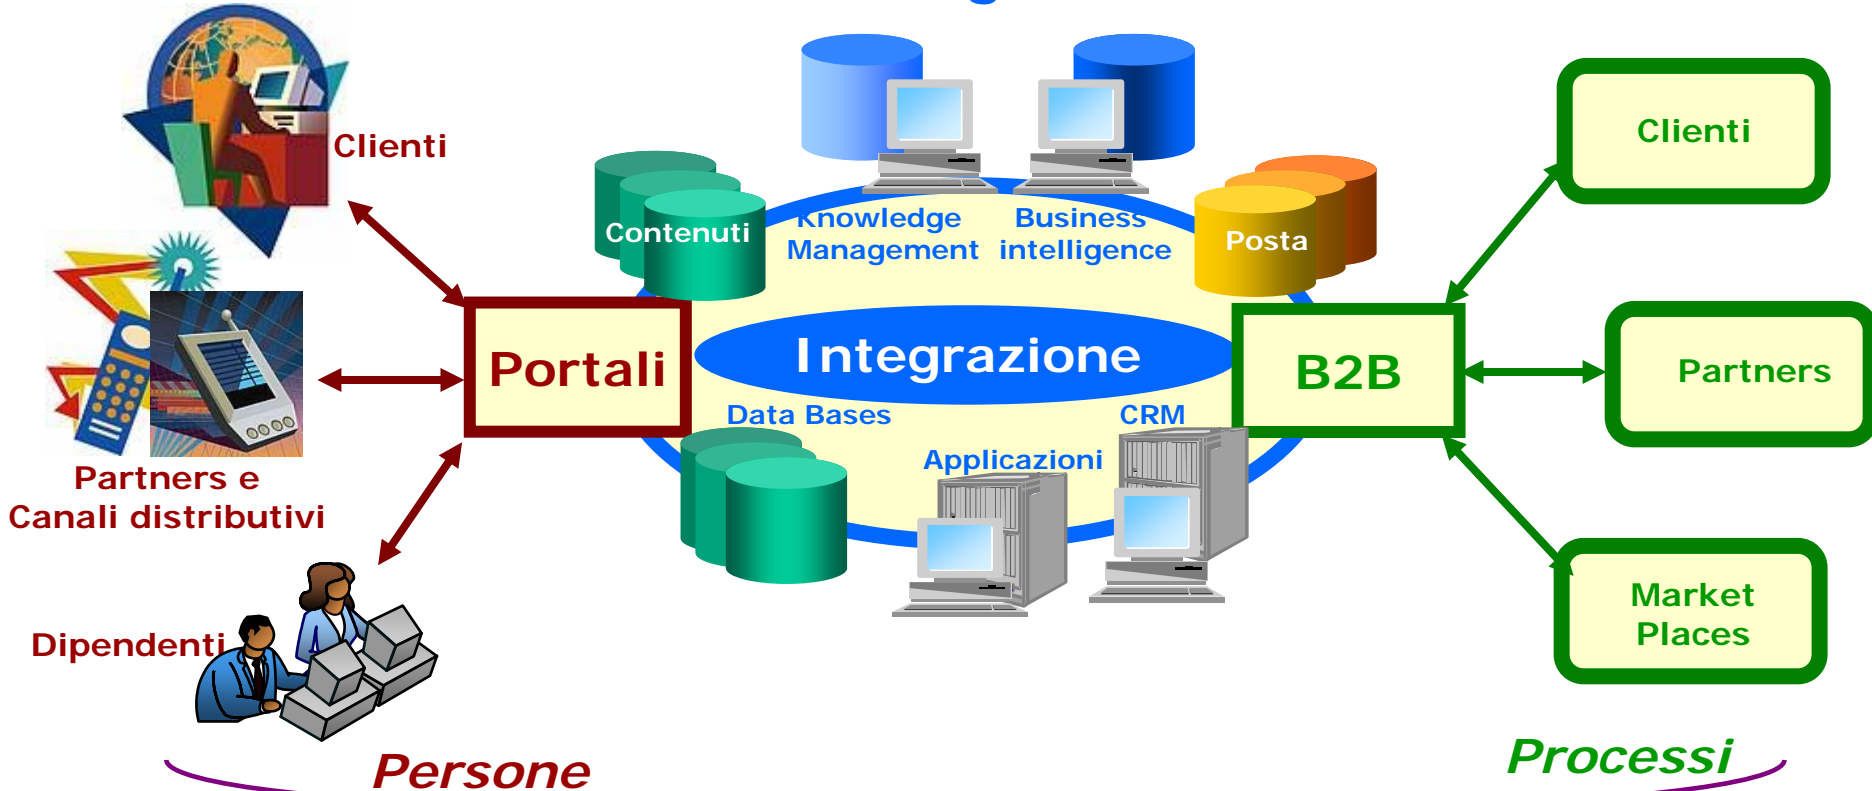 Clienti
Partners e
Canali distributivi
Dipendenti
Persone
Portali
Contenuti
Knowledge
Management
Business
intelligence
Posta
Integrazione
Data Bases
Applicazioni
CRM
B2B
Clienti
Partners
Market
Places
Processi